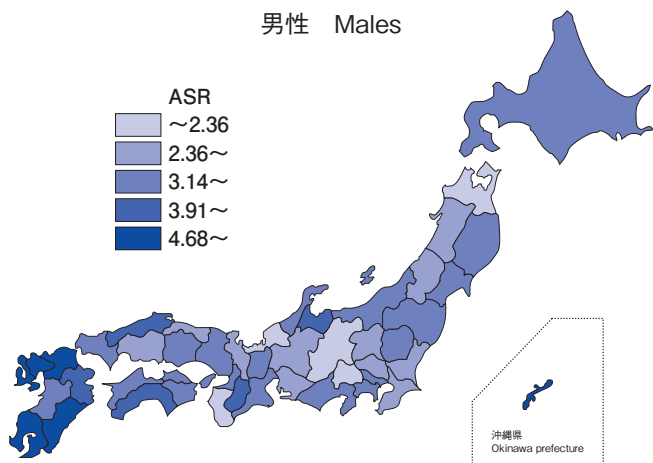 男性 Males
ASR
～2.36
2.36～
3.14～
3.91～
4.68～
沖縄県
Okinawa prefecture